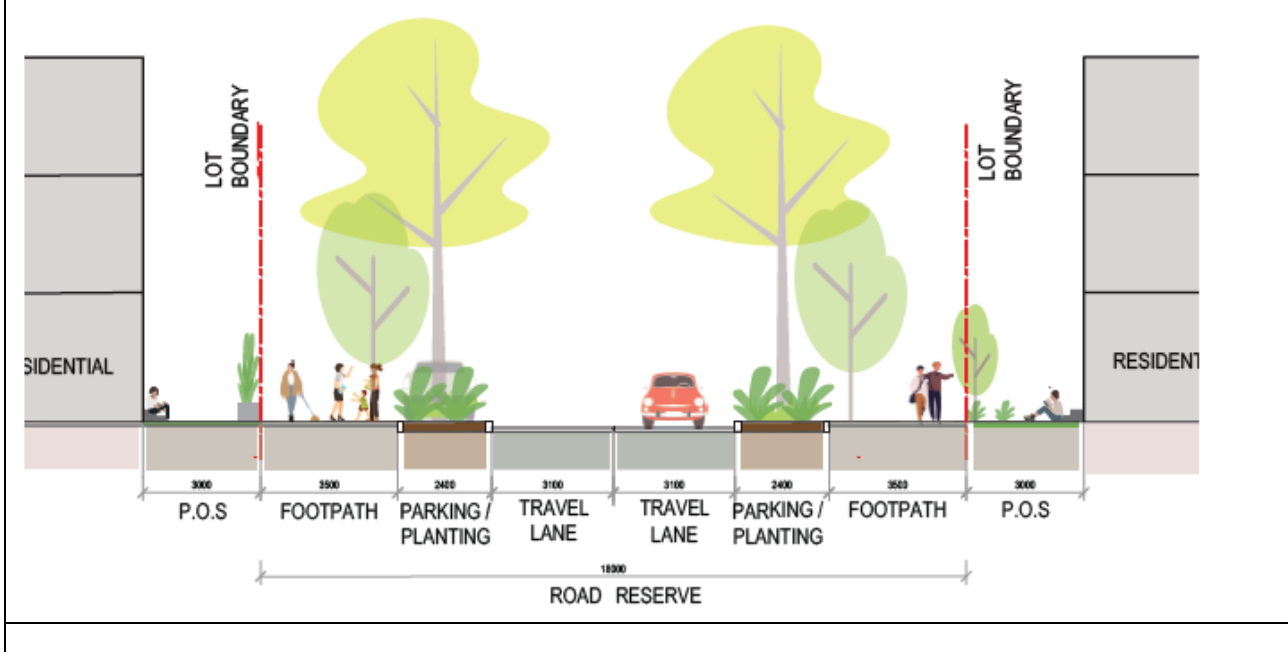 LOT
BOUNDARY
LOT
BOUNDARY
SIDENTIAL
RESIDENT
3000
3500
2400
3100
3100
2400
3500
3000
P.O.S
FOOTPATH
PARKING /
PLANTING
TRAVEL
LANE
TRAVEL
LANE
PARKING /
PLANTING
FOOTPATH
P.O.S
18000
ROAD RESERVE